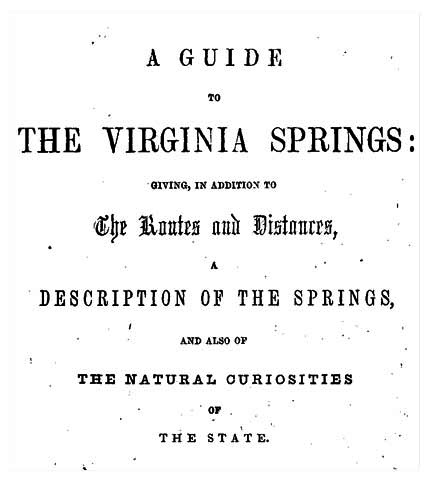 A GUIDE
TO
THE VIRGINIA SPRINGS:
GIVING, IN ADDITION TO
The Routes and Distances,
A
DESCRIPTION OF THE SPRINGS,
AND ALSO OF
THE NATURAL CURIOSITIES
OF
THE STATE.